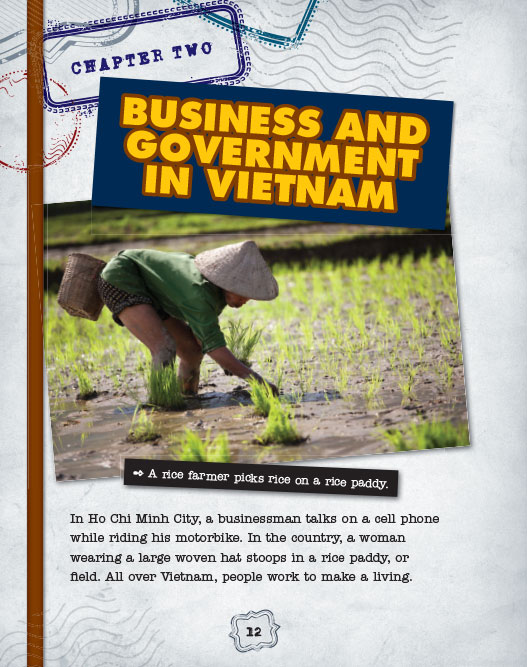 CHAPTER TWO
BUSINESS AND
GOVERNMENT
IN VIETNAM
➺ A rice farmer picks rice on a rice paddy.
In Ho Chi Minh City, a businessman talks on a cell phone
while riding his motorbike. In the country, a woman
wearing a large woven hat stoops in a rice paddy, or
field. All over Vietnam, people work to make a living.
12